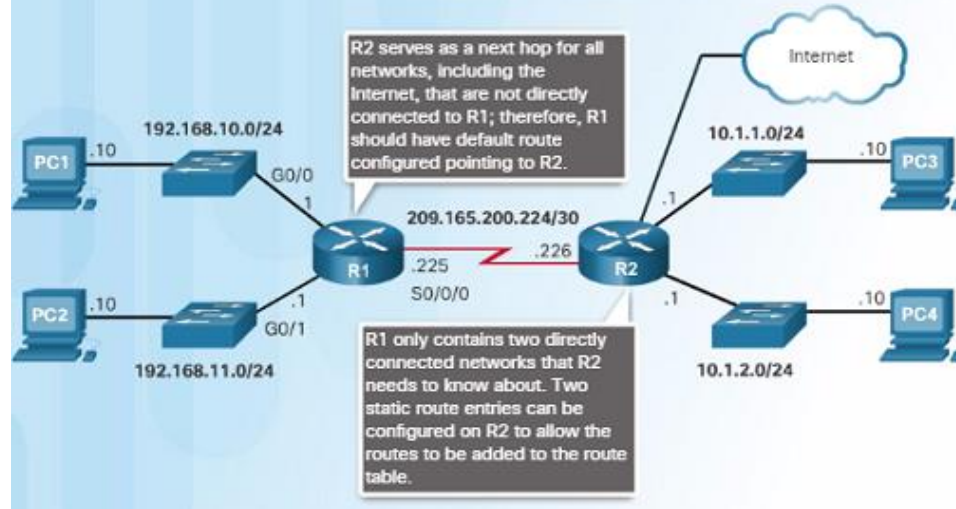 R2 serves as a next hop for all
networks, including the
Internet, that are not directly
connected to R1; therefore, R1
should have default route
configured pointing to R2.
Internet
192.168.10.0/24
10.1.1.0/24
PC1
.10
G0/0
.1
.10
PC3
.1
209.165.200.224/30
R1
.225
.226
R2
S0/0/0
PC2
.10
.1
G0/1
.1
.10
PC4
192.168.11.0/24
10.1.2.0/24
R1 only contains two directly
connected networks that R2
needs to know about. Two
static route entries can be
configured on R2 to allow the
routes to be added to the route
table.